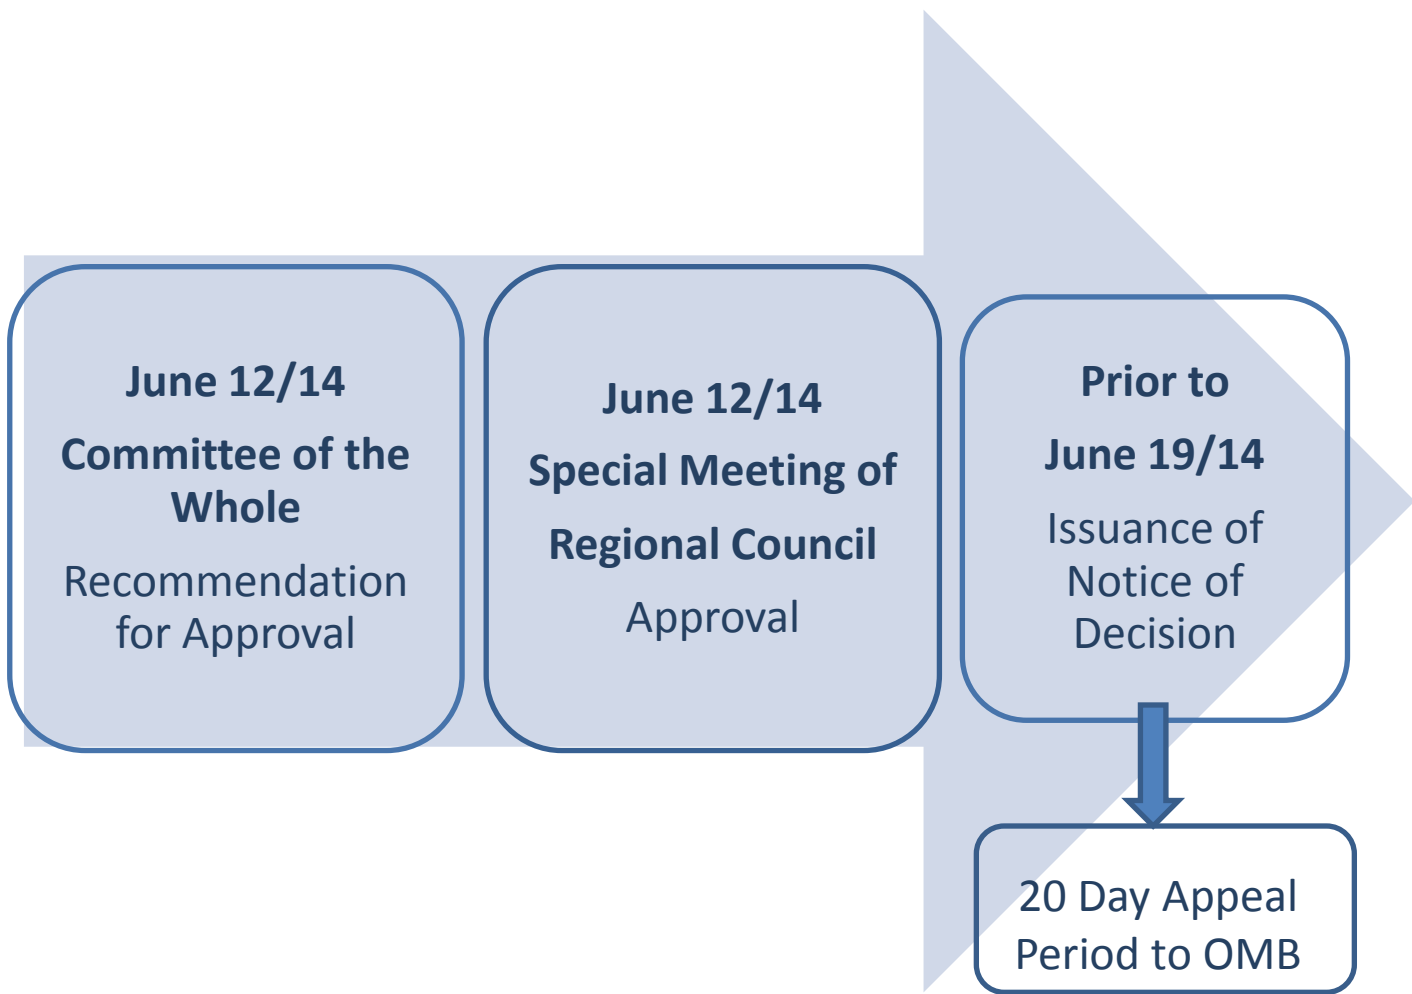 June 12/14
Committee of the
Whole
Recommendation
for Approval
June 12/14
Special Meeting of
Regional Council
Approval
Prior to
June 19/14
Issuance of
Notice of
Decision
20 Day Appeal
Period to OMB